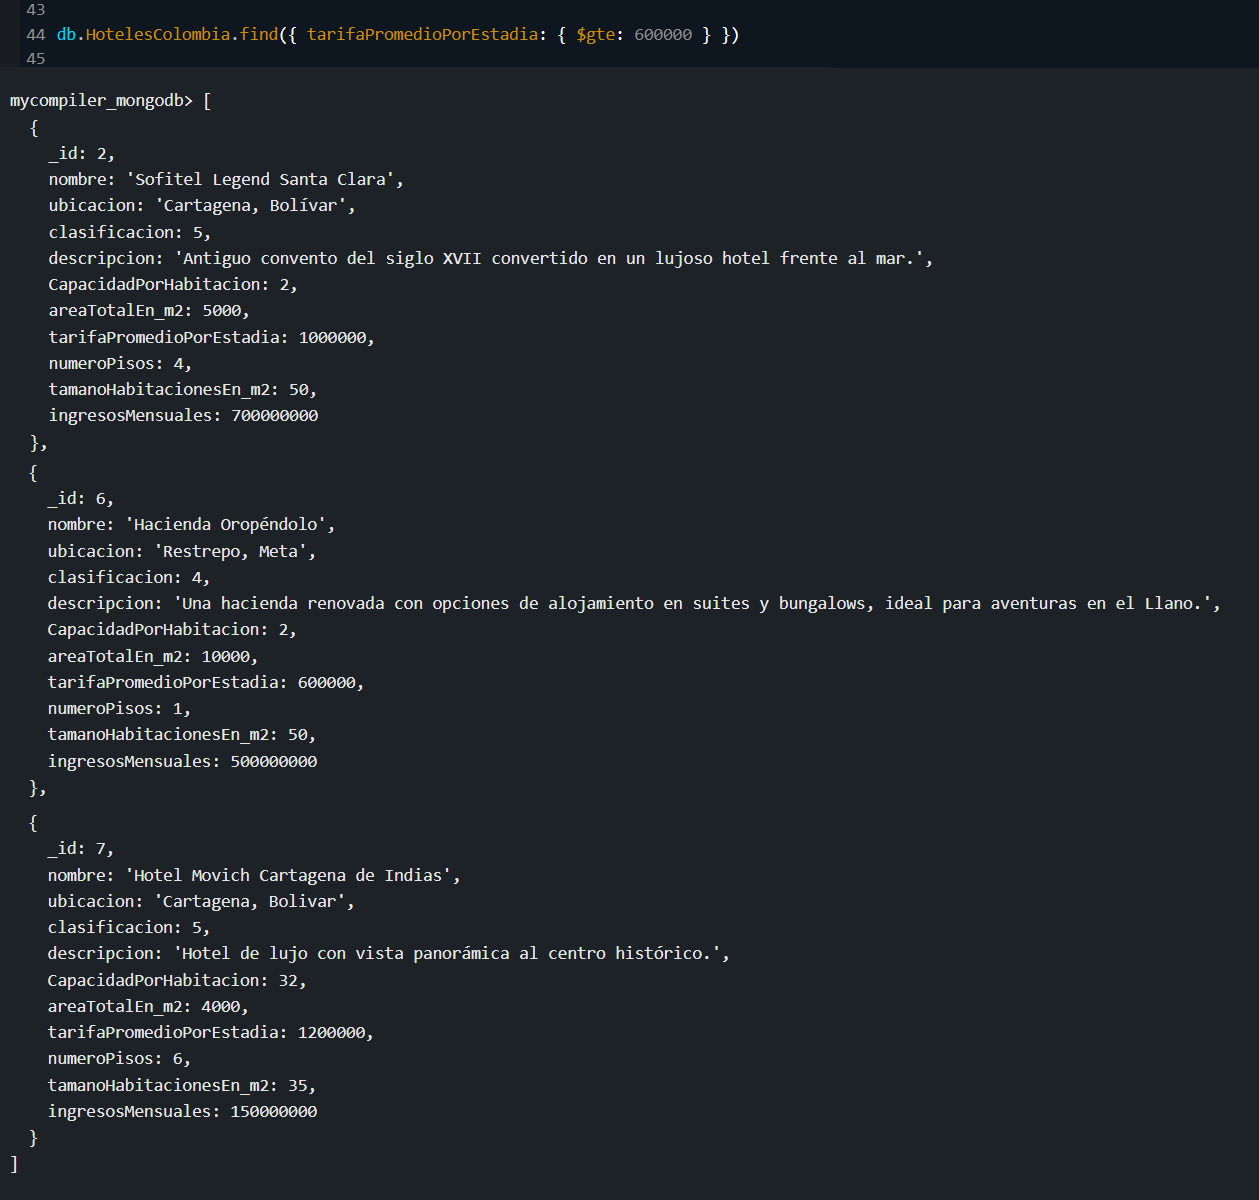 43
44 db.HotelesColombia.find({ tarifaPromedioPorEstadia: { $gte: 600000 } })
45
mycompiler_mongodb> [
{
_id: 2,
nombre: 'Sofitel Legend Santa Clara',
ubicacion: 'Cartagena, Bolívar',
clasificacion: 5,
descripcion: 'Antiguo convento del siglo XVII convertido en un lujoso hotel frente al mar.',
CapacidadPorHabitacion: 2,
areaTotalEn_m2: 5000,
tarifaPromedioPorEstadia: 1000000,
numeroPisos: 4,
tamanoHabitacionesEn_m2: 50,
ingresosMensuales: 700000000
},
{
_id: 6,
nombre: 'Hacienda Oropéndolo',
ubicacion: 'Restrepo, Meta',
clasificacion: 4,
descripcion: 'Una hacienda renovada con opciones de alojamiento en suites y bungalows, ideal para aventuras en el Llano.',
CapacidadPorHabitacion: 2,
areaTotalEn_m2: 10000,
tarifaPromedioPorEstadia: 600000,
numeroPisos: 1,
tamanoHabitacionesEn_m2: 50,
ingresosMensuales: 500000000
},
{
_id: 7,
nombre: 'Hotel Movich Cartagena de Indias',
ubicacion: 'Cartagena, Bolivar',
clasificacion: 5,
descripcion: 'Hotel de lujo con vista panorámica al centro histórico.',
CapacidadPorHabitacion: 32,
areaTotalEn_m2: 4000,
tarifaPromedioPorEstadia: 1200000,
numeroPisos: 6,
tamanoHabitacionesEn_m2: 35,
ingresosMensuales: 150000000
}
]